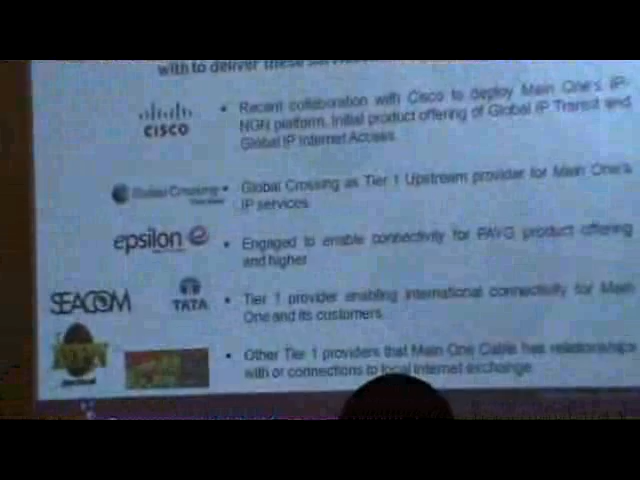 with to deliver these
CISCO
• Recent collaboration with Cisco to deploy Main One's IP-
NGN platform. Initial product offering of Global IP Transit and
Global IP Internet Access.
Global Crossing
• Global Crossing as Tier 1 Upstream provider for Main One's
IP services
epsilon e
• Engaged to enable connectivity for PAYG product offering
and higher
SEACOM
TATA
• Tier 1 provider enabling international connectivity for Main
One and its customers
• Other Tier 1 providers that Main One Cable has relationships
with or connections to local internet exchange.